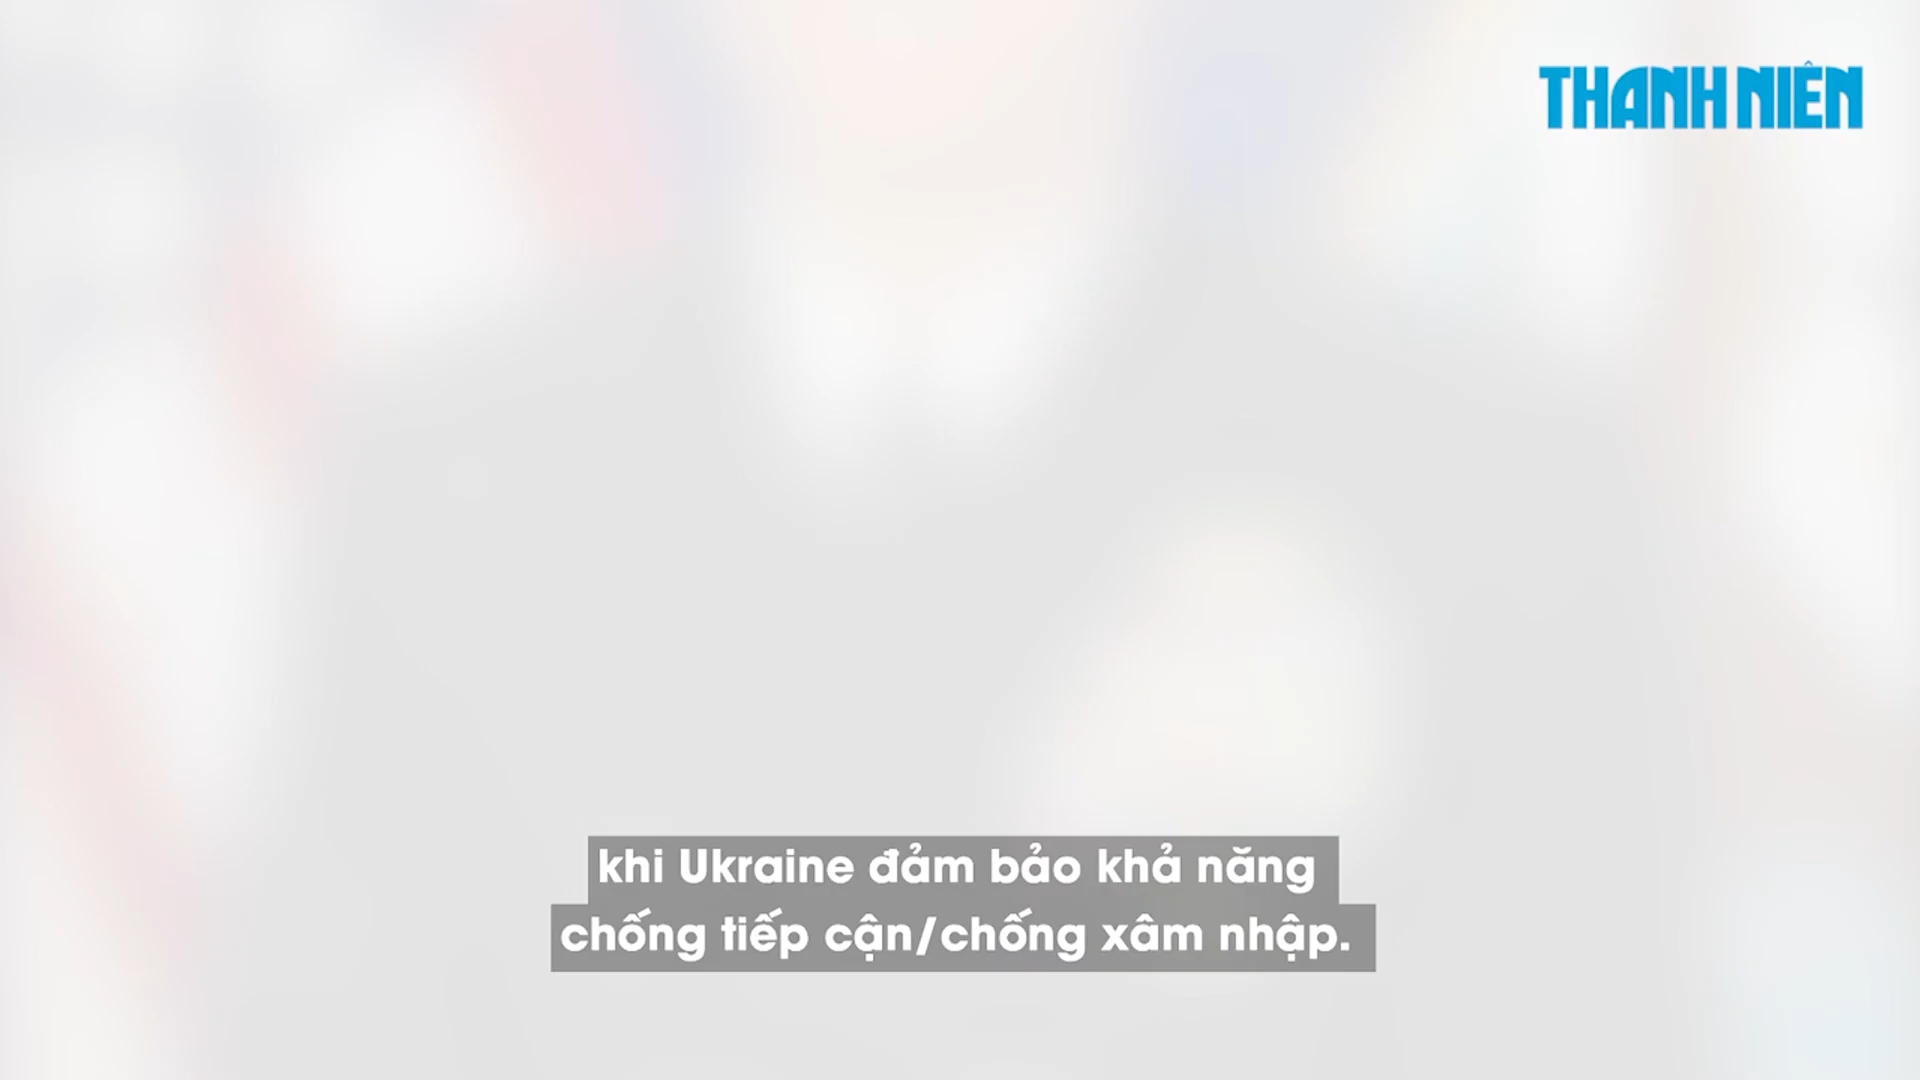 THANH NIÊN
khi Ukraine đảm bảo khả năng
chống tiếp cận/chống xâm nhập.